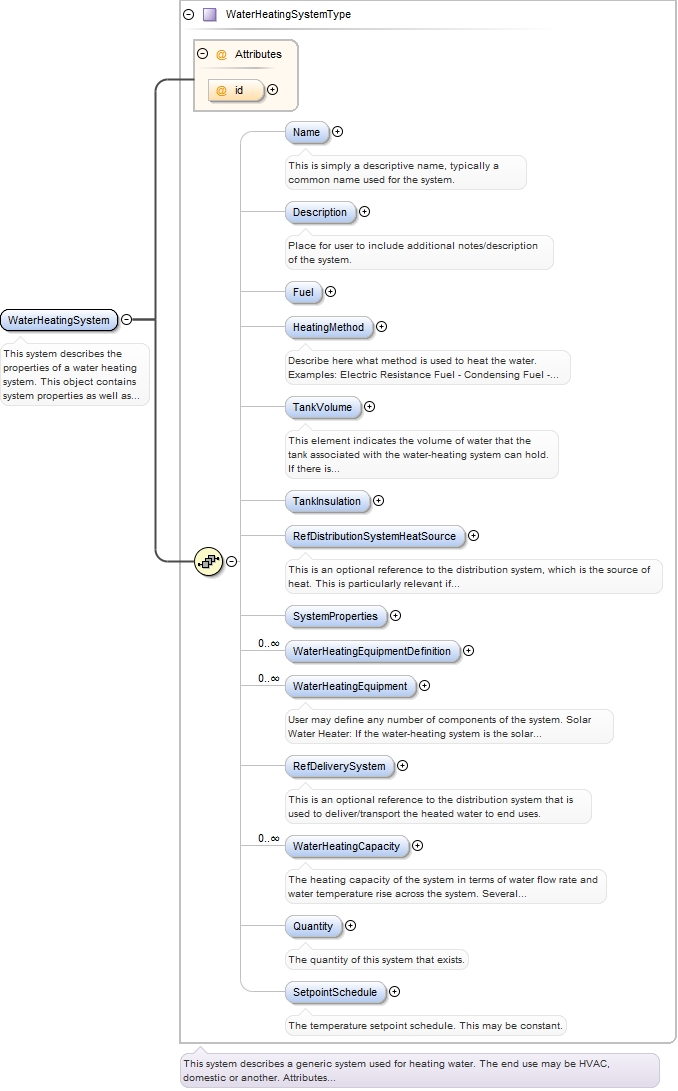 WaterHeatingSystemType
@ Attributes
@ id
Name
This is simply a descriptive name, typically a
common name used for the system.
Description
Place for user to include additional notes/description
of the system.
Fuel
WaterHeatingSystem
HeatingMethod
This system describes the
properties of a water heating
system. This object contains
system properties as well as...
Describe here what method is used to heat the water.
Examples: Electric Resistance Fuel - Condensing Fuel -...
TankVolume
This element indicates the volume of water that the
tank associated with the water-heating system can hold.
If there is...
TankInsulation
RefDistributionSystemHeatSource
This is an optional reference to the distribution system, which is the source of
heat. This is particularly relevant if...
SystemProperties
0..∞
WaterHeatingEquipmentDefinition
0..∞
WaterHeatingEquipment
User may define any number of components of the system. Solar
Water Heater: If the water-heating system is the solar...
RefDeliverySystem
This is an optional reference to the distribution system that is
used to deliver/transport the heated water to end uses.
0..∞
WaterHeatingCapacity
The heating capacity of the system in terms of water flow rate and
water temperature rise across the system. Several...
Quantity
The quantity of this system that exists.
SetpointSchedule
The temperature setpoint schedule. This may be constant.
This system describes a generic system used for heating water. The end use may be HVAC,
domestic or another. Attributes...